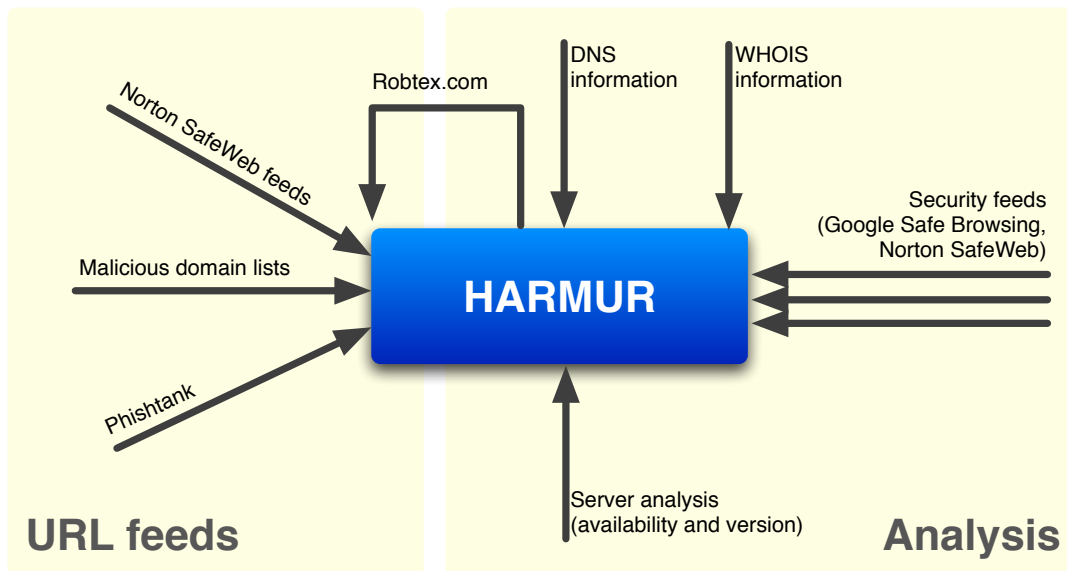 Robtex.com
DNS
information
WHOIS
information
Norton SafeWeb feeds
Security feeds
(Google Safe Browsing,
Norton SafeWeb)
Malicious domain lists
HARMUR
Phishtank
Server analysis
(availability and version)
URL feeds
Analysis